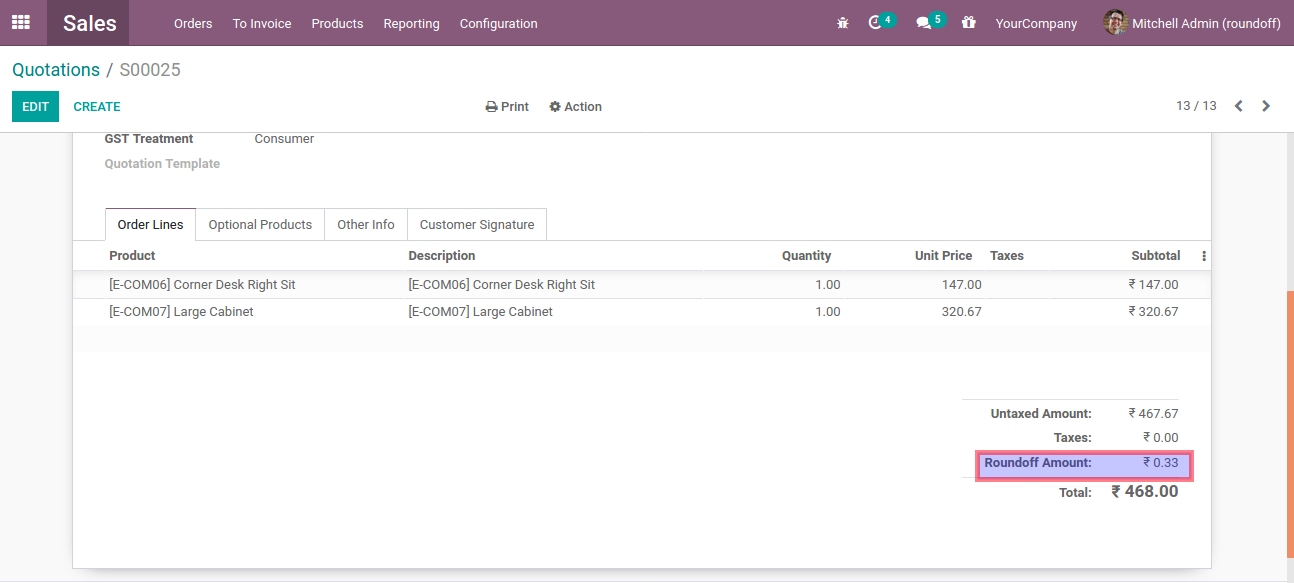 Sales Orders To Invoice Products Reporting Configuration 4 5 YourCompany Mitchell Admin (roundoff)
Quotations / S00025
EDIT CREATE Print Action 13 / 13
GST Treatment Consumer
Quotation Template
Order Lines Optional Products Other Info Customer Signature
Product Description Quantity Unit Price Taxes Subtotal
[E-COM06] Corner Desk Right Sit [E-COM06] Corner Desk Right Sit 1.00 147.00 ₹ 147.00
[E-COM07] Large Cabinet [E-COM07] Large Cabinet 1.00 320.67 ₹ 320.67
Untaxed Amount: ₹ 467.67
Taxes: ₹ 0.00
Roundoff Amount: ₹ 0.33
Total: ₹ 468.00